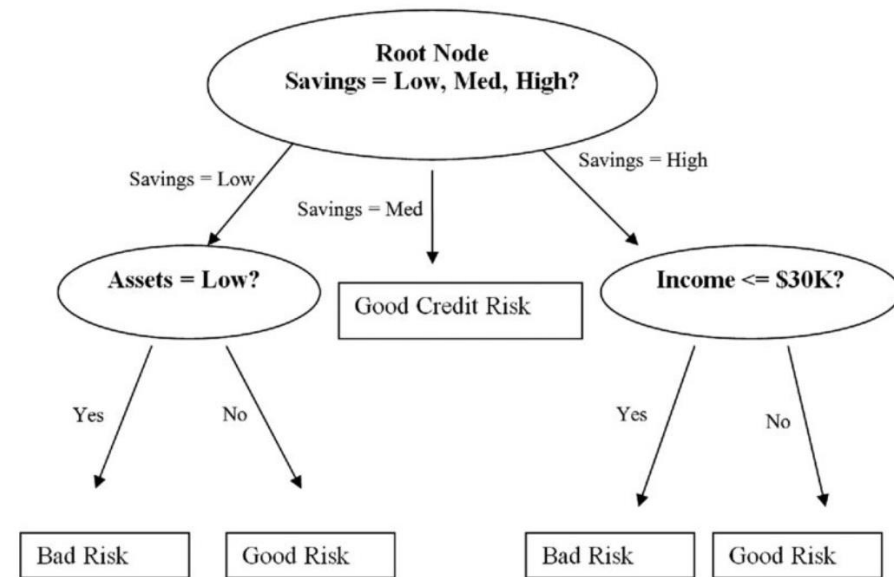 Root Node
Savings = Low, Med, High?
Savings = Low
Savings = Med
Savings = High
Assets = Low?
Good Credit Risk
Income <= $30K?
Yes
No
Yes
No
Bad Risk
Good Risk
Bad Risk
Good Risk